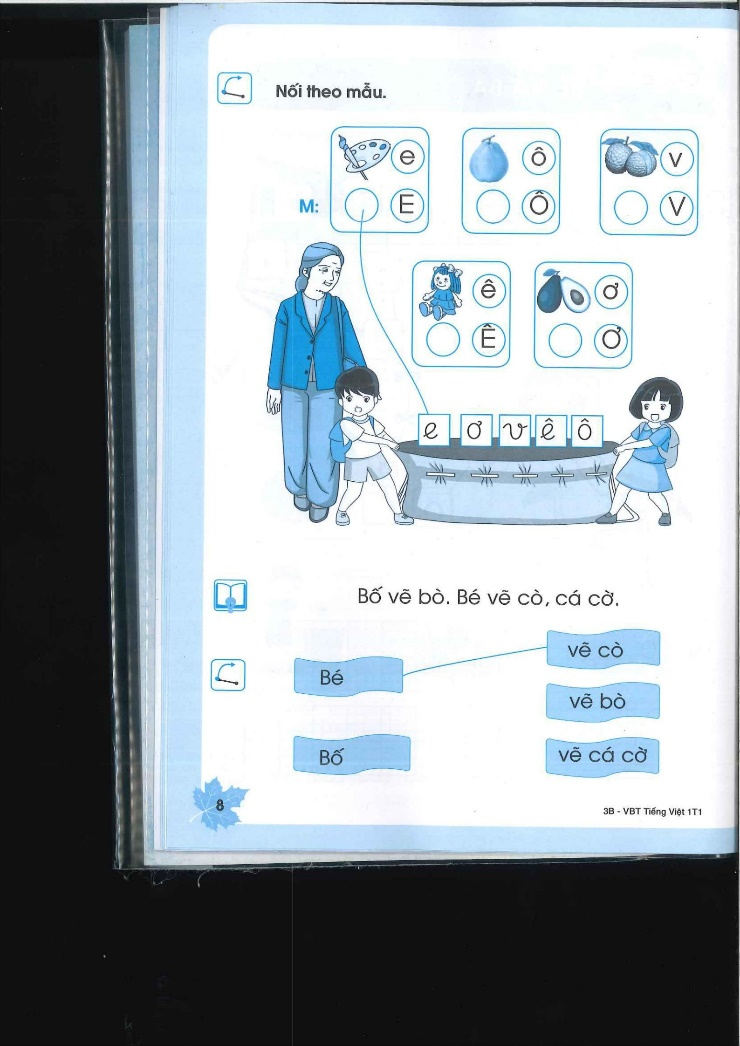 Nối theo mẫu.
e ô v
M: E Ô V
ê ơ
Ê Ơ
e ơ v ê ô
Bố vẽ bò. Bé vẽ cò, cá cờ.
vẽ cò
Bé
vẽ bò
Bố vẽ cá cờ
8
3B - VBT Tiếng Việt 1T1